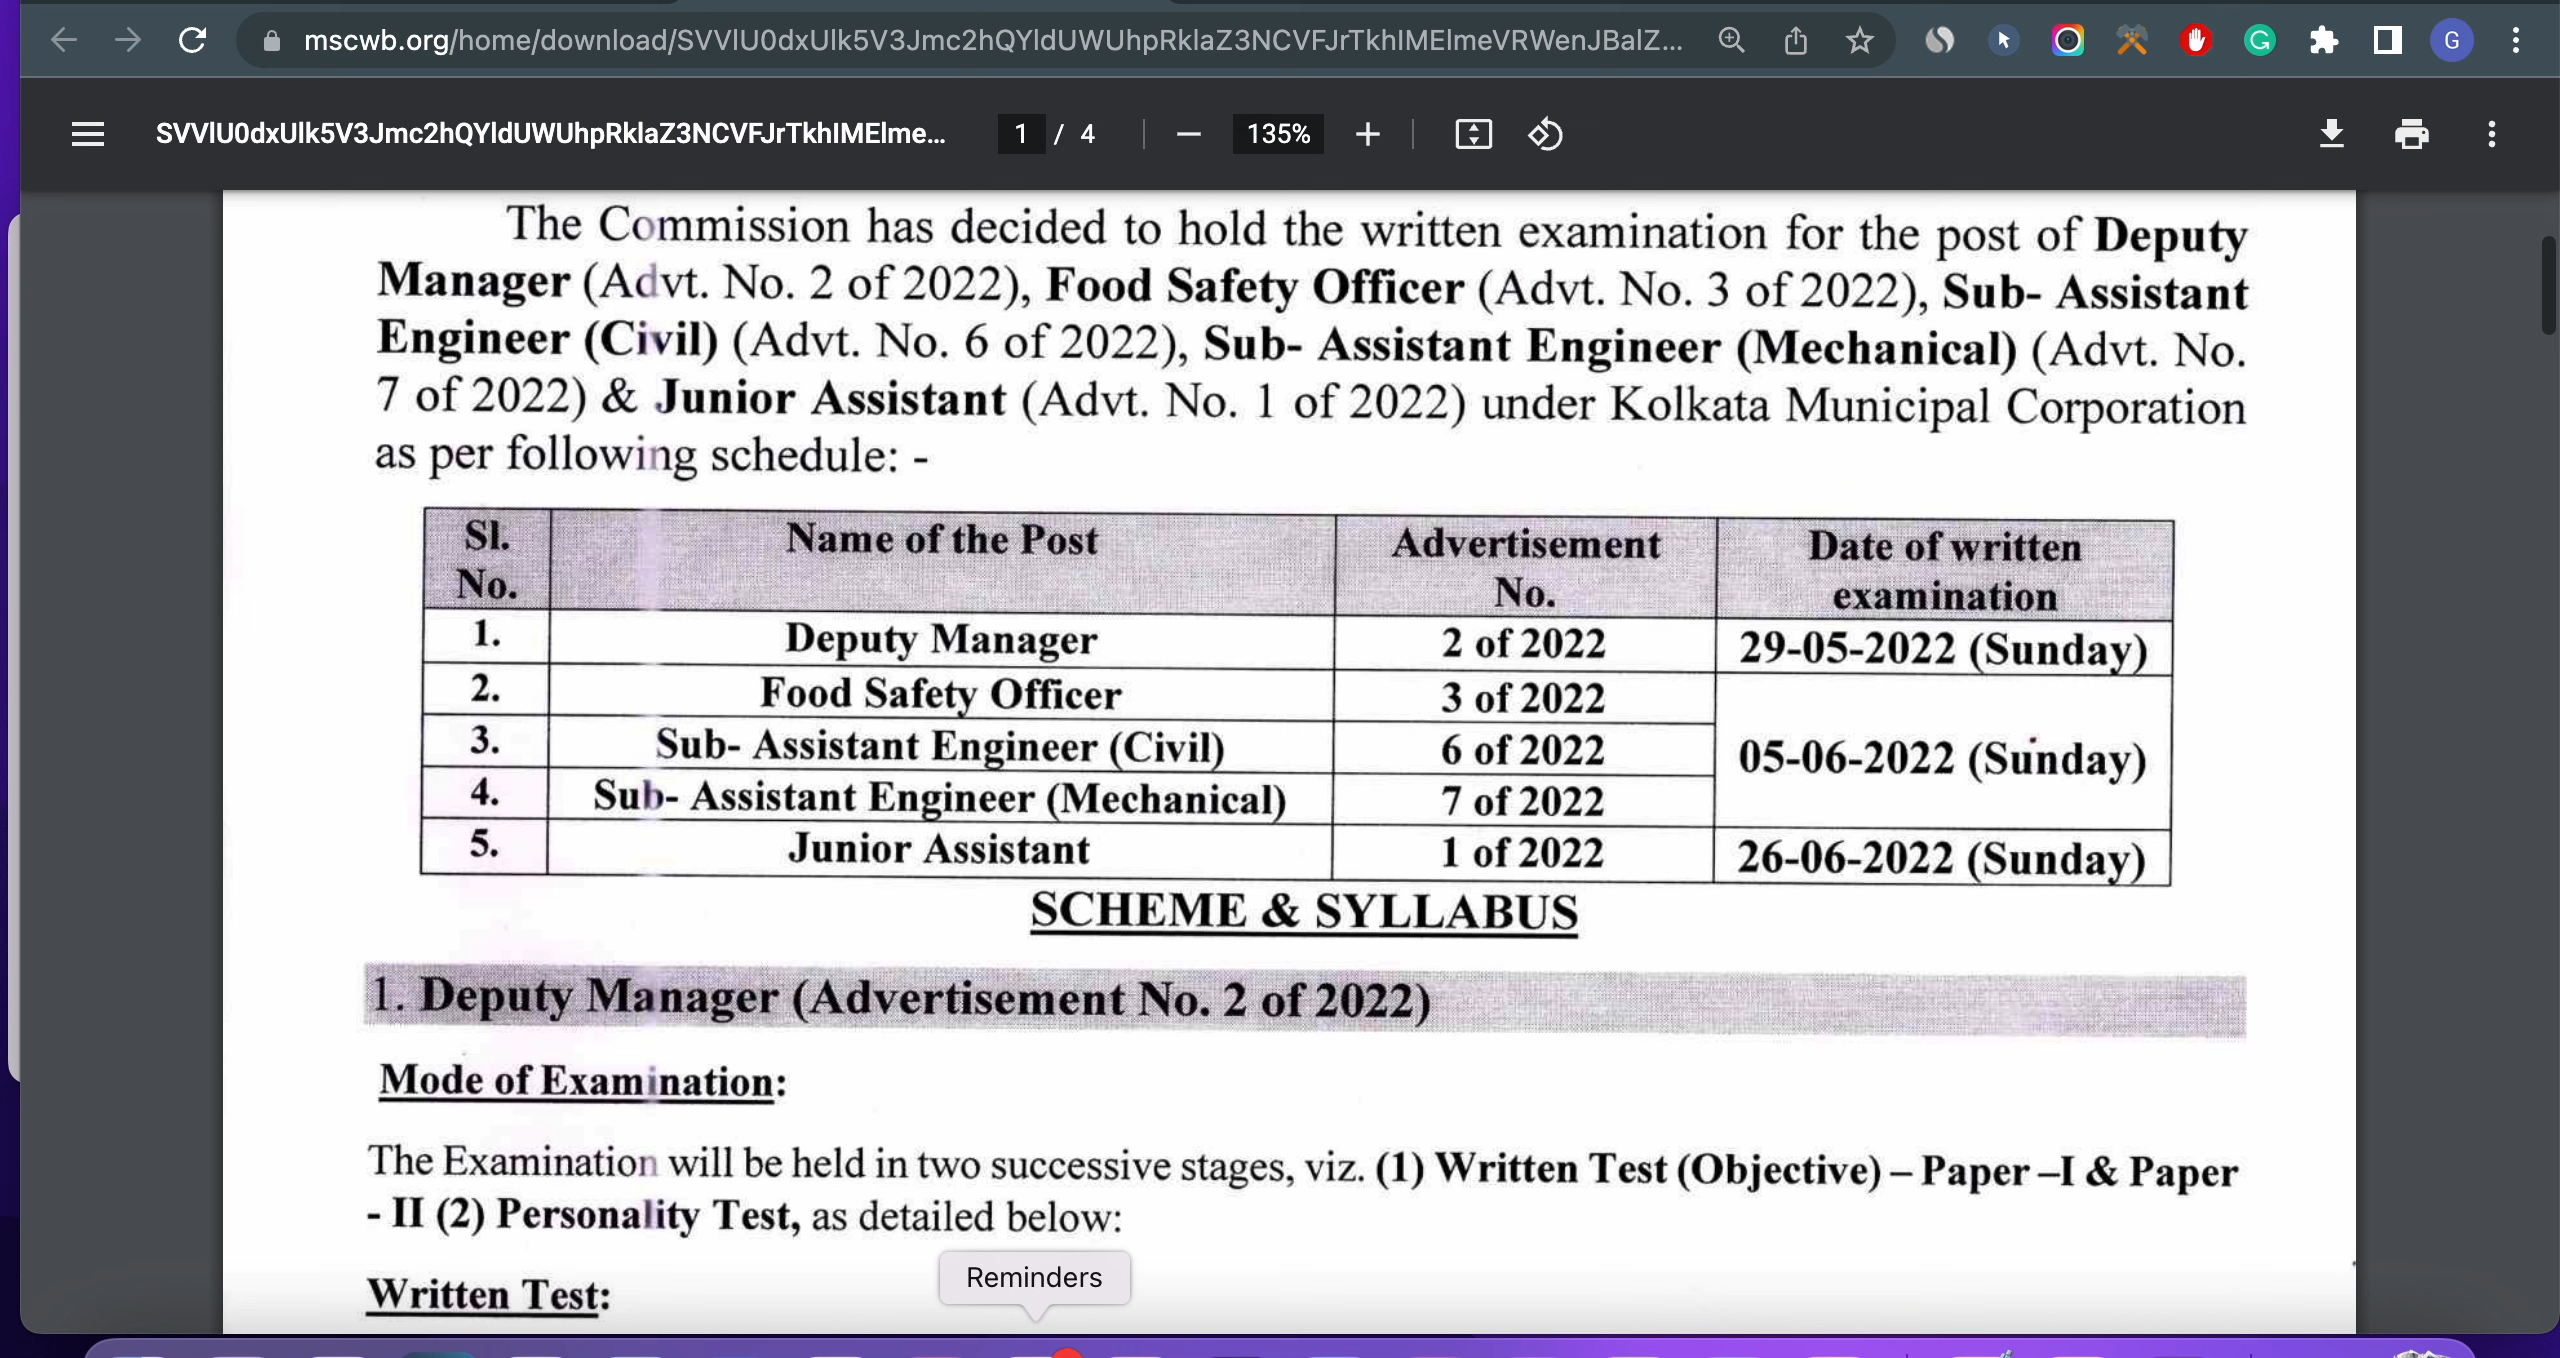 mscwb.org/home/download/SVVlU0dxUlk5V3Jmc2hQYldUWUhpRklaZ3NCVFJrTkhIMElmeVRWenJBalZ...
G
SVVlU0dxUlk5V3Jmc2hQYldUWUhpRklaZ3NCVFJrTkhIMElme...
1 / 4
135%
The Commission has decided to hold the written examination for the post of Deputy
Manager (Advt. No. 2 of 2022), Food Safety Officer (Advt. No. 3 of 2022), Sub- Assistant
Engineer (Civil) (Advt. No. 6 of 2022), Sub- Assistant Engineer (Mechanical) (Advt. No.
7 of 2022) & Junior Assistant (Advt. No. 1 of 2022) under Kolkata Municipal Corporation
as per following schedule: -
Sl. No. Name of the Post Advertisement No. Date of written examination
1. Deputy Manager 2 of 2022 29-05-2022 (Sunday)
2. Food Safety Officer 3 of 2022
3. Sub- Assistant Engineer (Civil) 6 of 2022 05-06-2022 (Sunday)
4. Sub- Assistant Engineer (Mechanical) 7 of 2022
5. Junior Assistant 1 of 2022 26-06-2022 (Sunday)
SCHEME & SYLLABUS
1. Deputy Manager (Advertisement No. 2 of 2022)
Mode of Examination:
The Examination will be held in two successive stages, viz. (1) Written Test (Objective) – Paper –I & Paper
- II (2) Personality Test, as detailed below:
Written Test:
Reminders